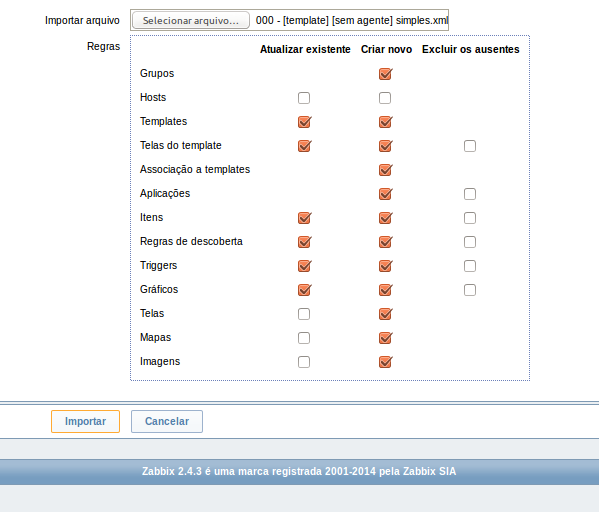 Importar arquivo Selecionar arquivo... 000 - [template] [sem agente] simples.xml
Regras
Atualizar existente Criar novo Excluir os ausentes
Grupos
Hosts
Templates
Telas do template
Associação a templates
Aplicações
Itens
Regras de descoberta
Triggers
Gráficos
Telas
Mapas
Imagens
Importar Cancelar
Zabbix 2.4.3 é uma marca registrada 2001-2014 pela Zabbix SIA